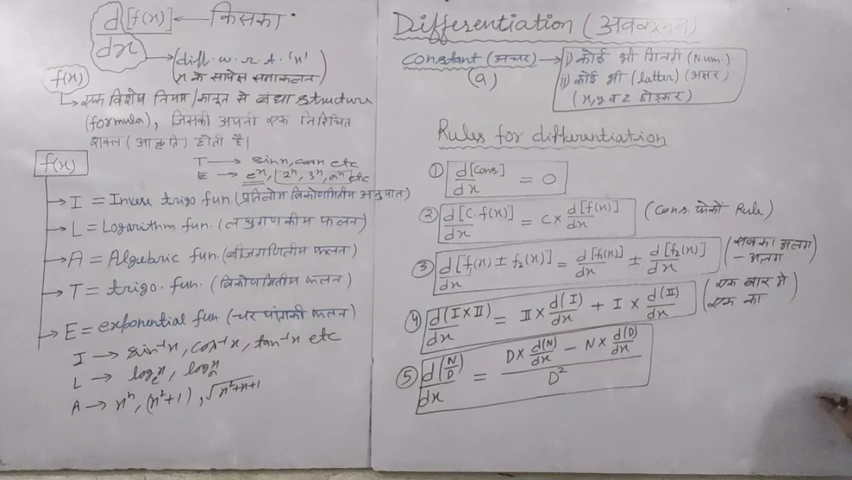 d[f(x)] ← किसका
dx → (diff. w. r. t. 'x')
x के सापेक्ष समाकलन)
f(x)
→ एक विशेष नियम/कानून से बंधा structure
(formula), जिसकी अपनी एक निश्चित
शक्ल (आकृति) होती है।
T → sinx, cosx etc
E → eˣ, 2ˣ, 3ˣ, aˣ etc
f(x)
→ I = Inverse trigo fun. (प्रतिलोम त्रिकोणमितीय अनुपात)
→ L = Logarithm fun. (लघुगणकीय फलन)
→ A = Algebric fun. (बीजगणितीय फलन)
→ T = trigo. fun. (त्रिकोणमितीय फलन)
→ E = exponential fun (-चर घांताकी फलन)
I → sin⁻¹x, cos⁻¹x, tan⁻¹x etc
L → logₑx, logₐx
A → xⁿ, (x²+1), √x²+x+1
Differentiation (अवकलन)
Constant (अचर) → i) कोई भी गिनती (Num.)
(a) ii) कोई भी (latter) (अक्षर)
(x, y व z छोड़कर)
Rules for differentiation
① d[Cons.]/dx = 0
② d[C.f(x)]/dx = C× d[f(x)]/dx (Cons. फेको Rule)
③ d[f₁(x) ± f₂(x)]/dx = d[f₁(x)]/dx ± d[f₂(x)]/dx (सबका अलग - अलग)
④ d(I×II)/dx = II× d(I)/dx + I× d(II)/dx (एक बार मे एक का)
⑤ d(N/D)/dx = (D× d(N)/dx − N× d(D)/dx)/D²